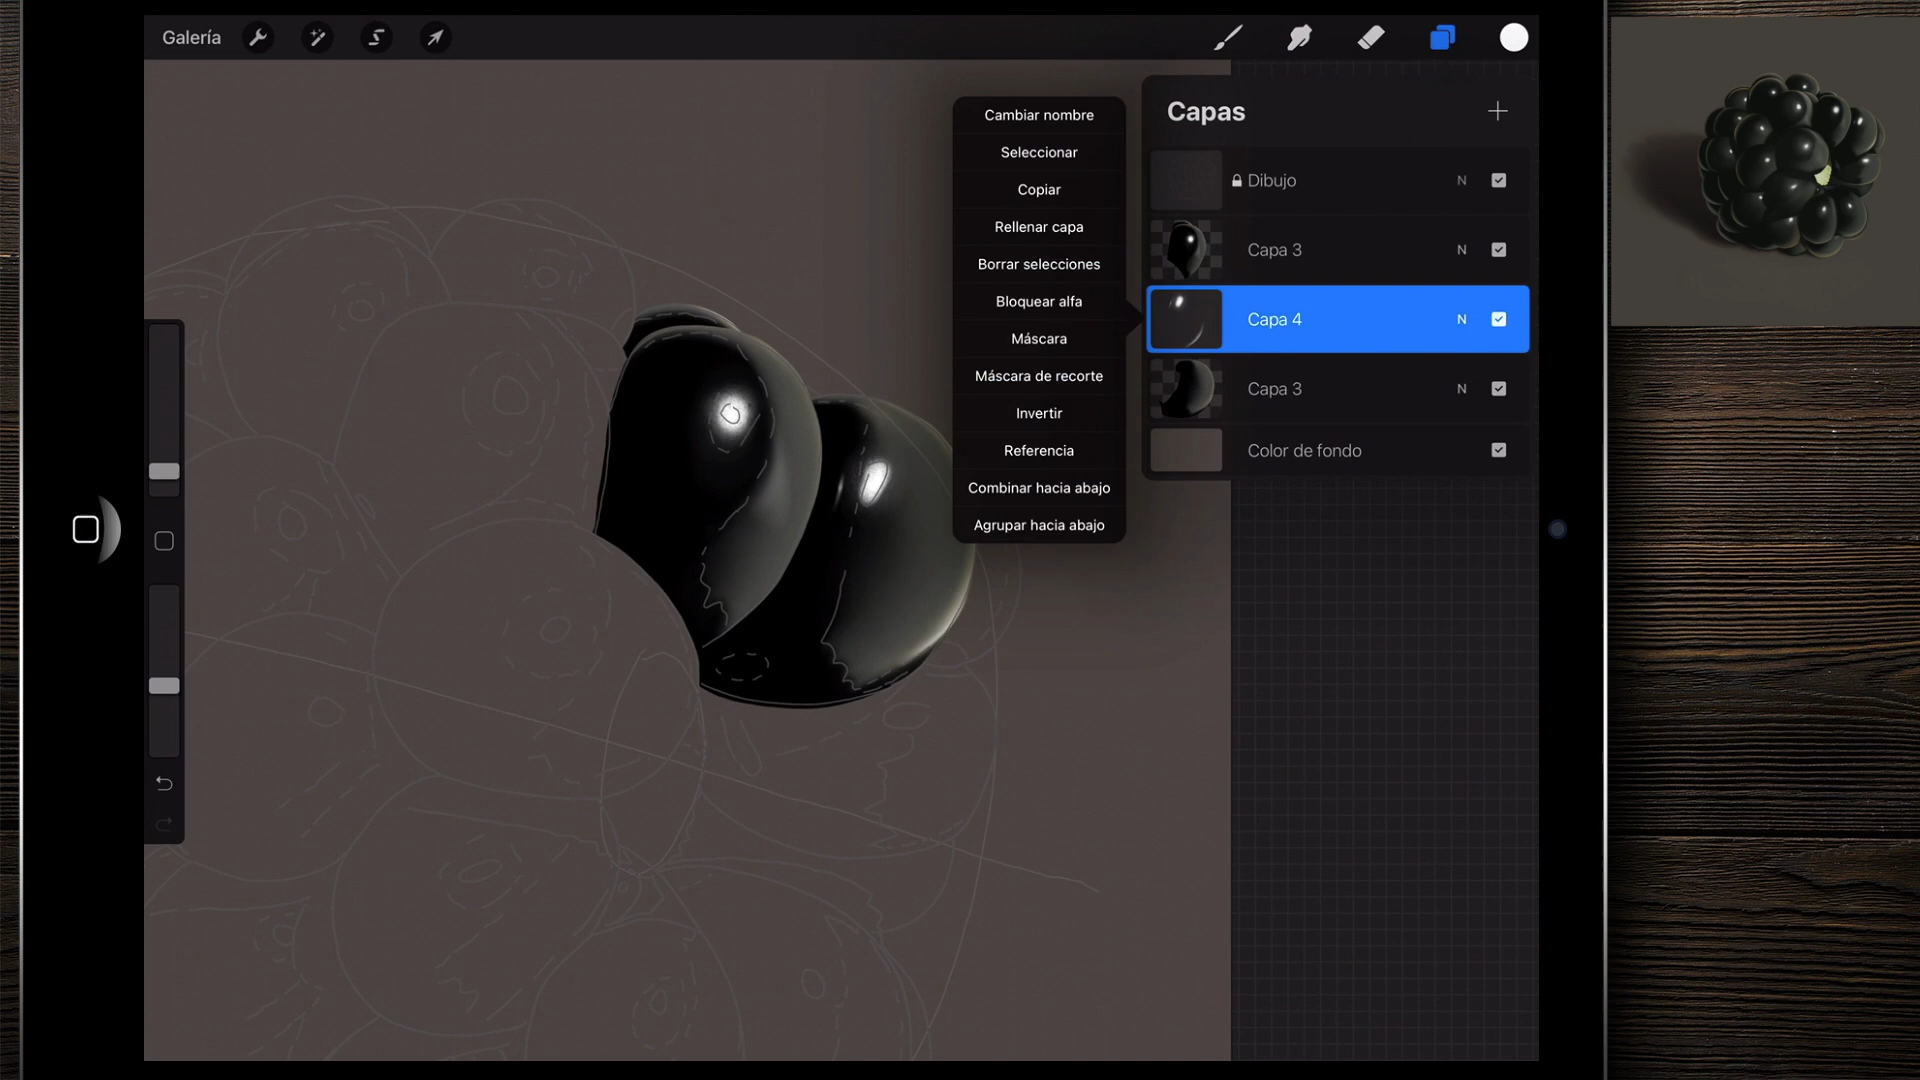 Galería
Cambiar nombre
Seleccionar
Copiar
Rellenar capa
Borrar selecciones
Bloquear alfa
Máscara
Máscara de recorte
Invertir
Referencia
Combinar hacia abajo
Agrupar hacia abajo
Capas
Dibujo N
Capa 3 N
Capa 4 N
Capa 3 N
Color de fondo